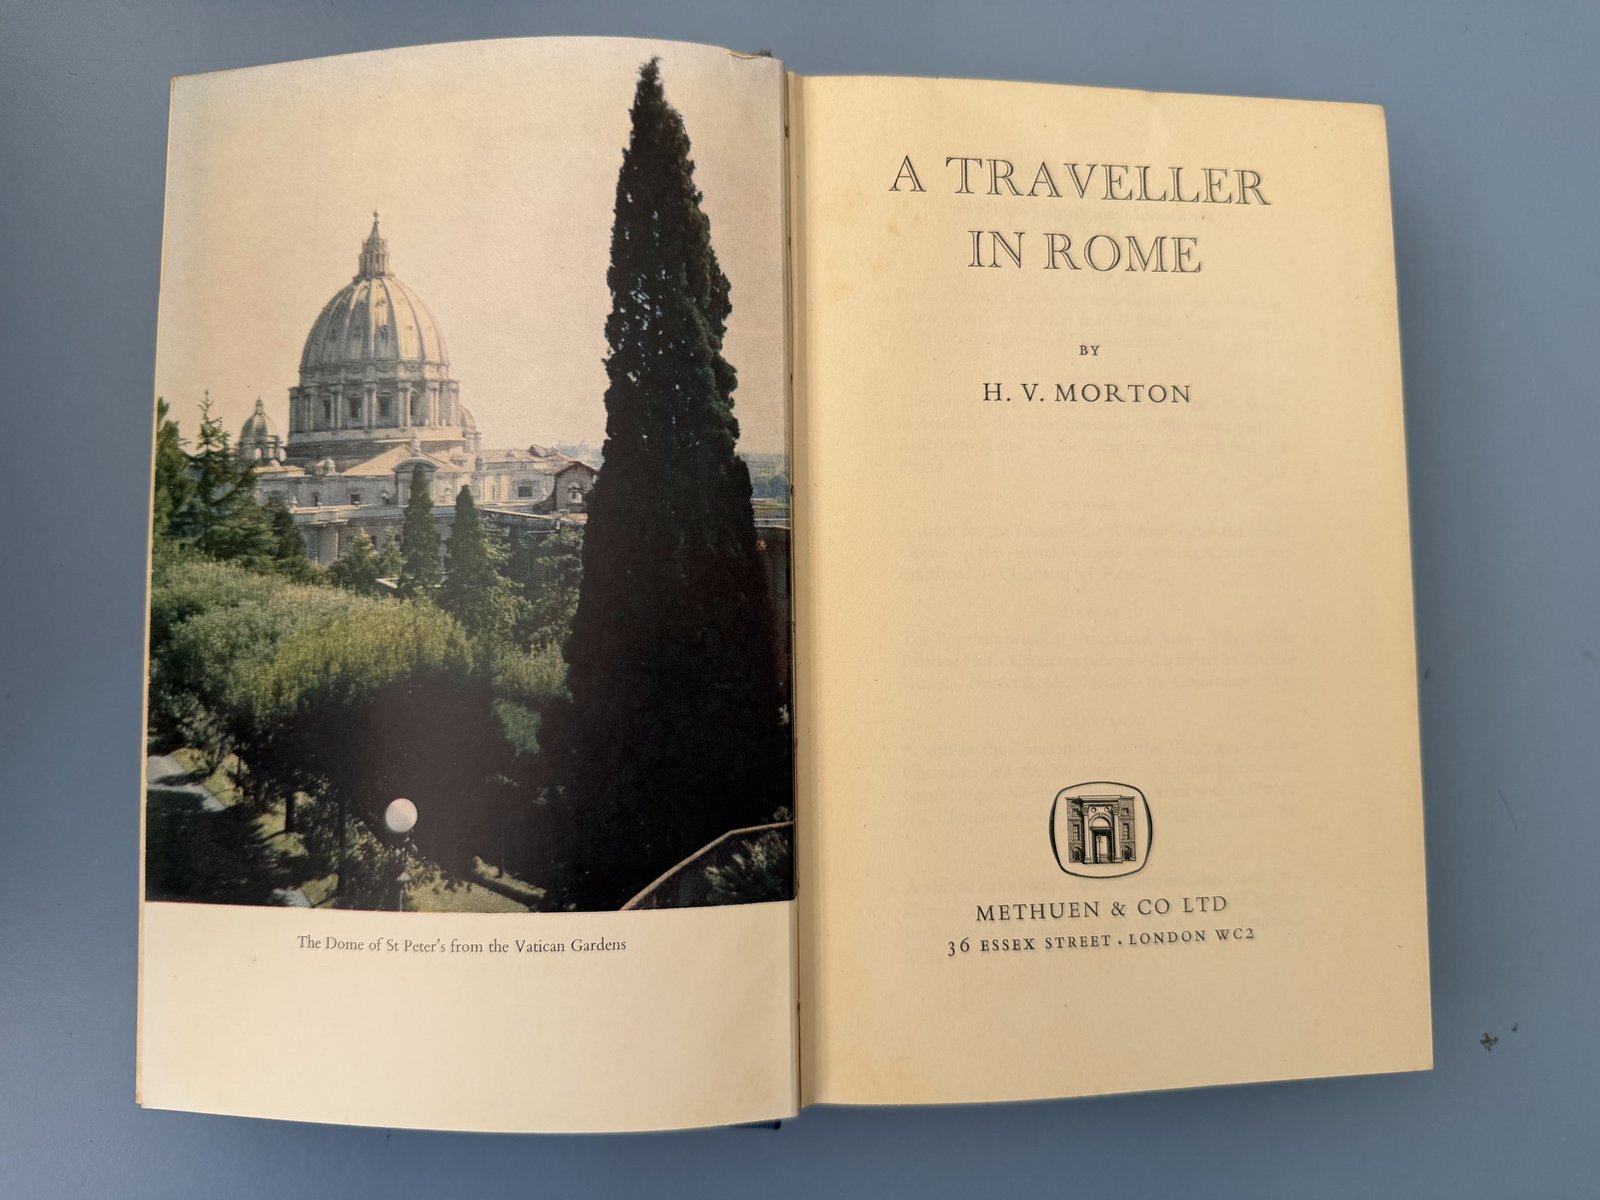 The Dome of St Peter's from the Vatican Gardens
A TRAVELLER
IN ROME
BY
H. V. MORTON
METHUEN & CO LTD
36 ESSEX STREET · LONDON WC2